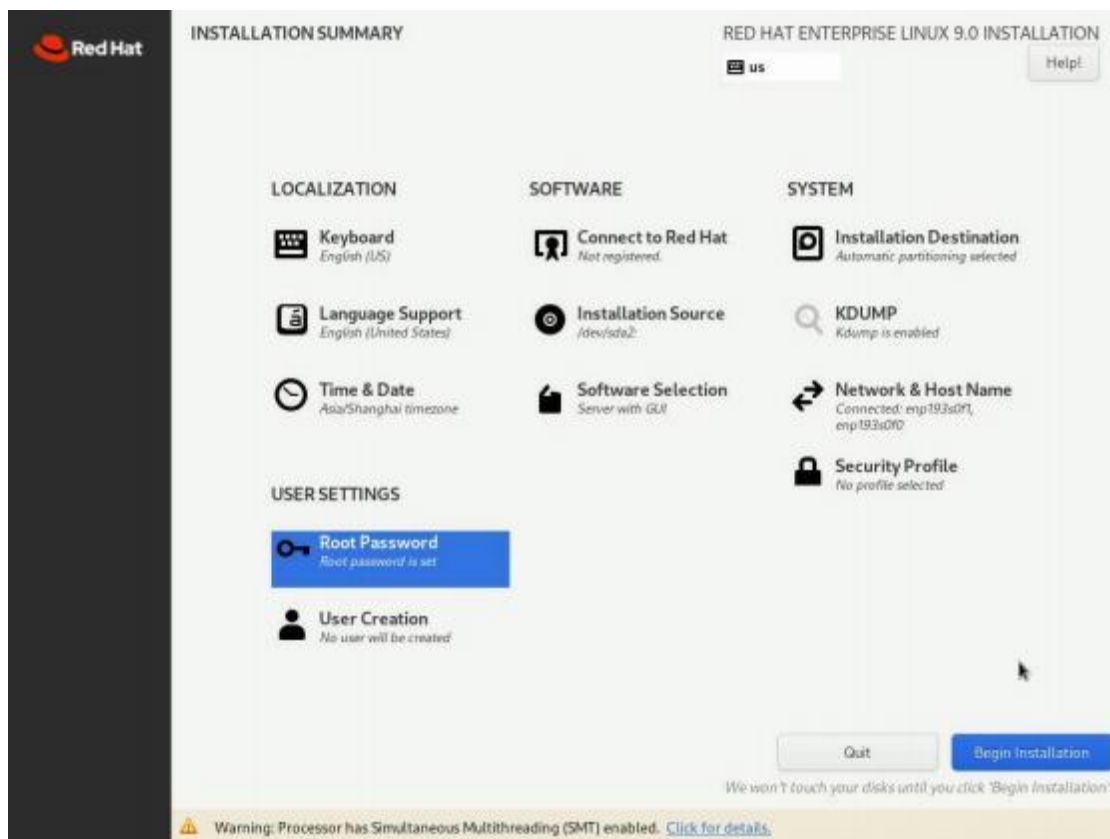 Red Hat
INSTALLATION SUMMARY
RED HAT ENTERPRISE LINUX 9.0 INSTALLATION
us
Help!
LOCALIZATION
Keyboard
English (US)
Language Support
English (United States)
Time & Date
Asia/Shanghai timezone
SOFTWARE
Connect to Red Hat
Not registered.
Installation Source
/dev/sda2:
Software Selection
Server with GUI
SYSTEM
Installation Destination
Automatic partitioning selected
KDUMP
Kdump is enabled
Network & Host Name
Connected: enp193s0f1,
enp193s0f0
Security Profile
No profile selected
USER SETTINGS
Root Password
Root password is set
User Creation
No user will be created
Quit
Begin Installation
We won't touch your disks until you click 'Begin Installation'
Warning: Processor has Simultaneous Multithreading (SMT) enabled. Click for details.